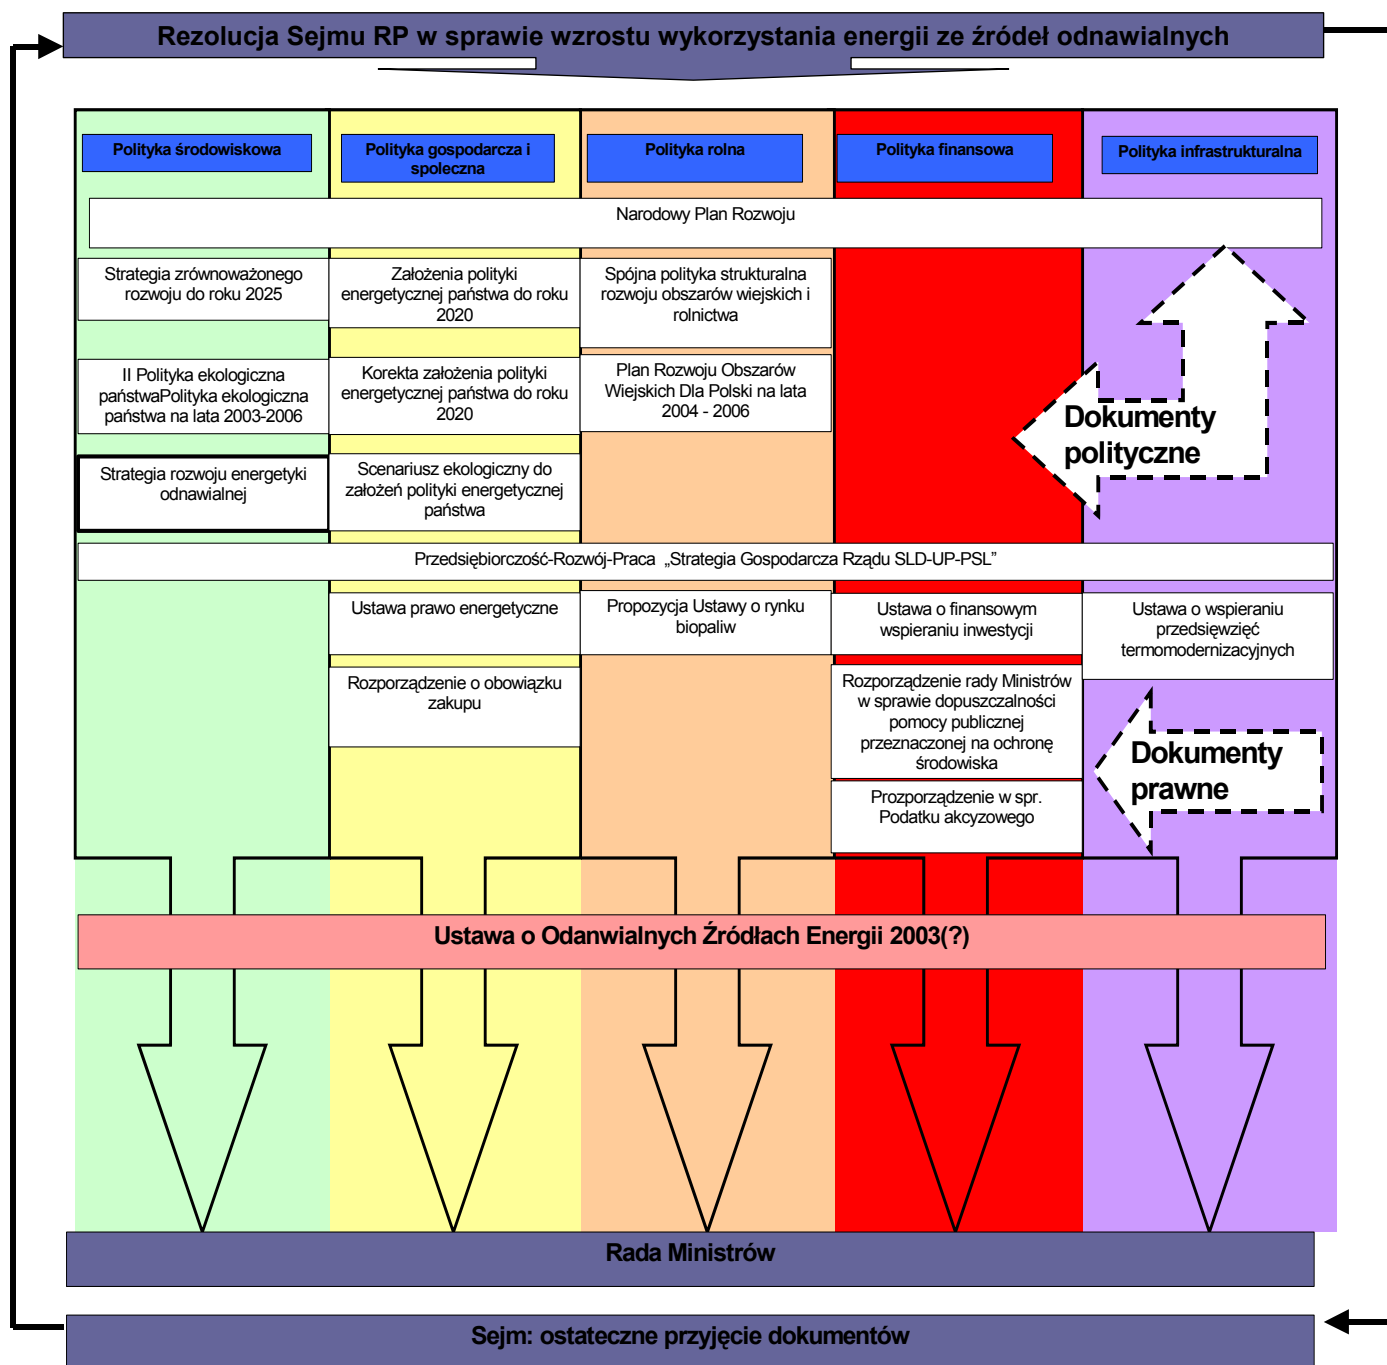 Rezolucja Sejmu RP w sprawie wzrostu wykorzystania energii ze źródeł odnawialnych
Polityka środowiskowa
Polityka gospodarcza i
spoleczna
Polityka rolna
Polityka finansowa
Polityka infrastrukturalna
Narodowy Plan Rozwoju
Strategia zrównoważonego
rozwoju do roku 2025
Założenia polityki
energetycznej państwa do roku
2020
Spójna polityka strukturalna
rozwoju obszarów wiejskich i
rolnictwa
II Polityka ekologiczna
państwaPolityka ekologiczna
państwa na lata 2003-2006
Korekta założenia polityki
energetycznej państwa do roku
2020
Plan Rozwoju Obszarów
Wiejskich Dla Polski na lata
2004 - 2006
Dokumenty
polityczne
Strategia rozwoju energetyki
odnawialnej
Scenariusz ekologiczny do
założeń polityki energetycznej
państwa
Przedsiębiorczość-Rozwój-Praca „Strategia Gospodarcza Rządu SLD-UP-PSL”
Ustawa prawo energetyczne
Propozycja Ustawy o rynku
biopaliw
Ustawa o finansowym
wspieraniu inwestycji
Ustawa o wspieraniu
przedsięwzięć
termomodernizacyjnych
Rozporządzenie o obowiązku
zakupu
Rozporządzenie rady Ministrów
w sprawie dopuszczalności
pomocy publicznej
przeznaczonej na ochronę
środowiska
Dokumenty
prawne
Prozporządzenie w spr.
Podatku akcyzowego
Ustawa o Odanwialnych Źródłach Energii 2003(?)
Rada Ministrów
Sejm: ostateczne przyjęcie dokumentów